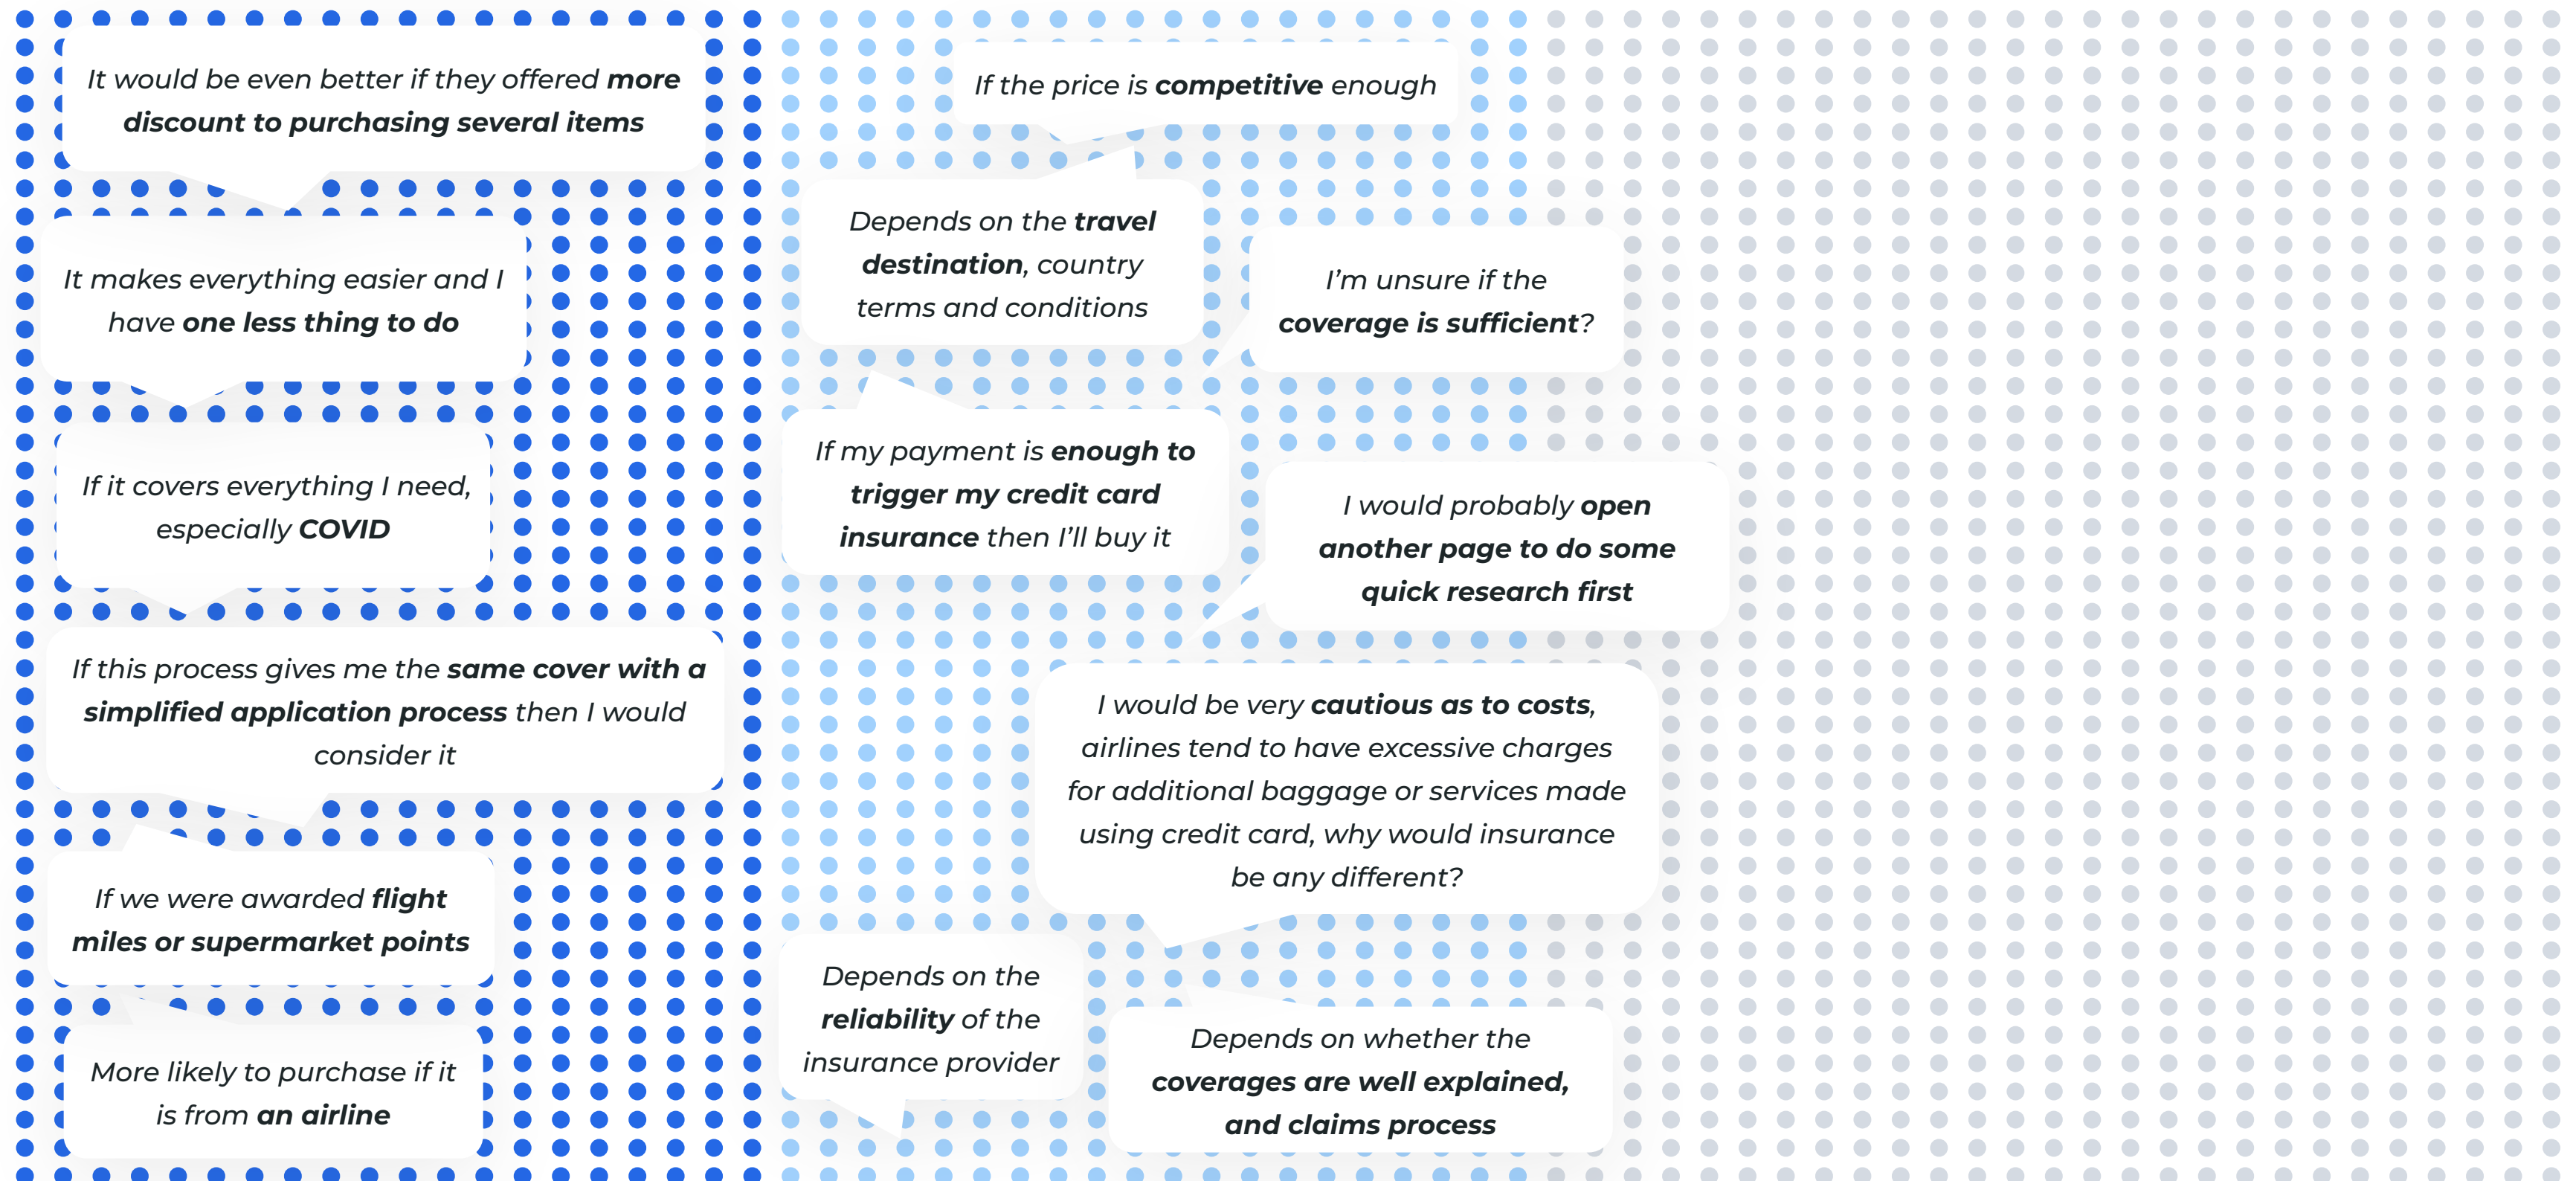 It would be even better if they offered more
discount to purchasing several items
It makes everything easier and I
have one less thing to do
If it covers everything I need,
especially COVID
If this process gives me the same cover with a
simplified application process then I would
consider it
If we were awarded flight
miles or supermarket points
More likely to purchase if it
is from an airline
If the price is competitive enough
Depends on the travel
destination, country
terms and conditions
I’m unsure if the
coverage is sufficient?
If my payment is enough to
trigger my credit card
insurance then I’ll buy it
I would probably open
another page to do some
quick research first
I would be very cautious as to costs,
airlines tend to have excessive charges
for additional baggage or services made
using credit card, why would insurance
be any different?
Depends on the
reliability of the
insurance provider
Depends on whether the
coverages are well explained,
and claims process